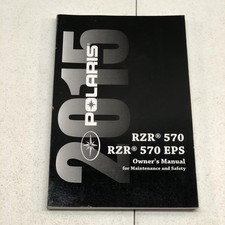 2015
POLARIS
RZR® 570
RZR® 570 EPS
Owner's Manual
for Maintenance and Safety